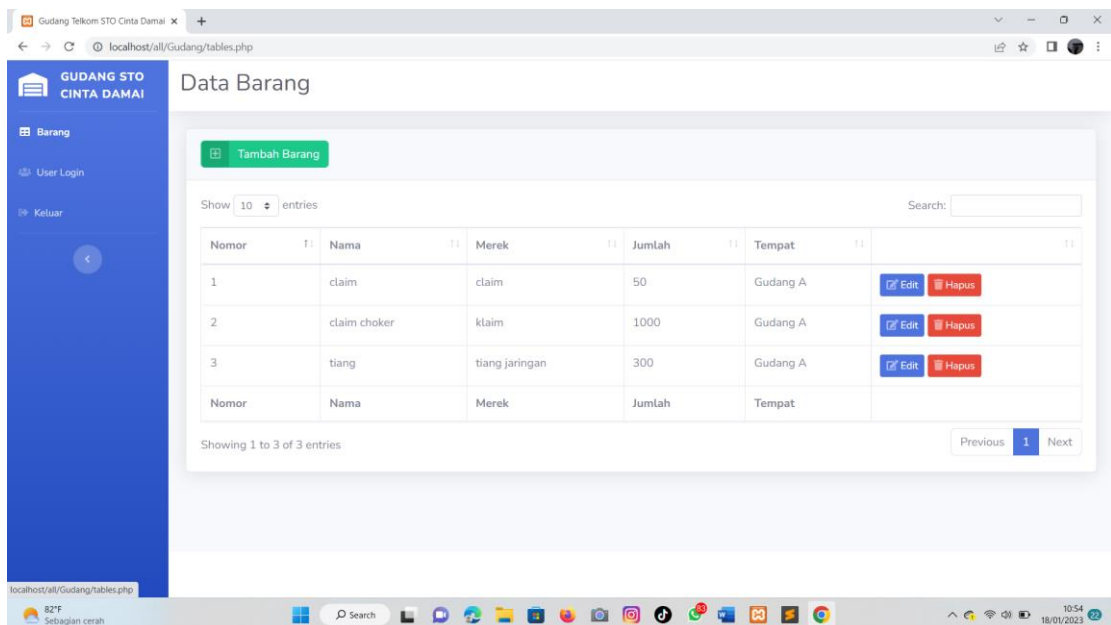 Gudang Telkom STO Cinta Damai
localhost/all/Gudang/tables.php
GUDANG STO
CINTA DAMAI
Data Barang
Barang
User Login
Keluar
Tambah Barang
Show 10 entries
Search:
Nomor Nama Merek Jumlah Tempat
1 claim claim 50 Gudang A Edit Hapus
2 claim choker klaim 1000 Gudang A Edit Hapus
3 tiang tiang jaringan 300 Gudang A Edit Hapus
Nomor Nama Merek Jumlah Tempat
Showing 1 to 3 of 3 entries
Previous 1 Next
localhost/all/Gudang/tables.php
82°F
Sebagian cerah
Search
83
10:54
18/01/2023
22